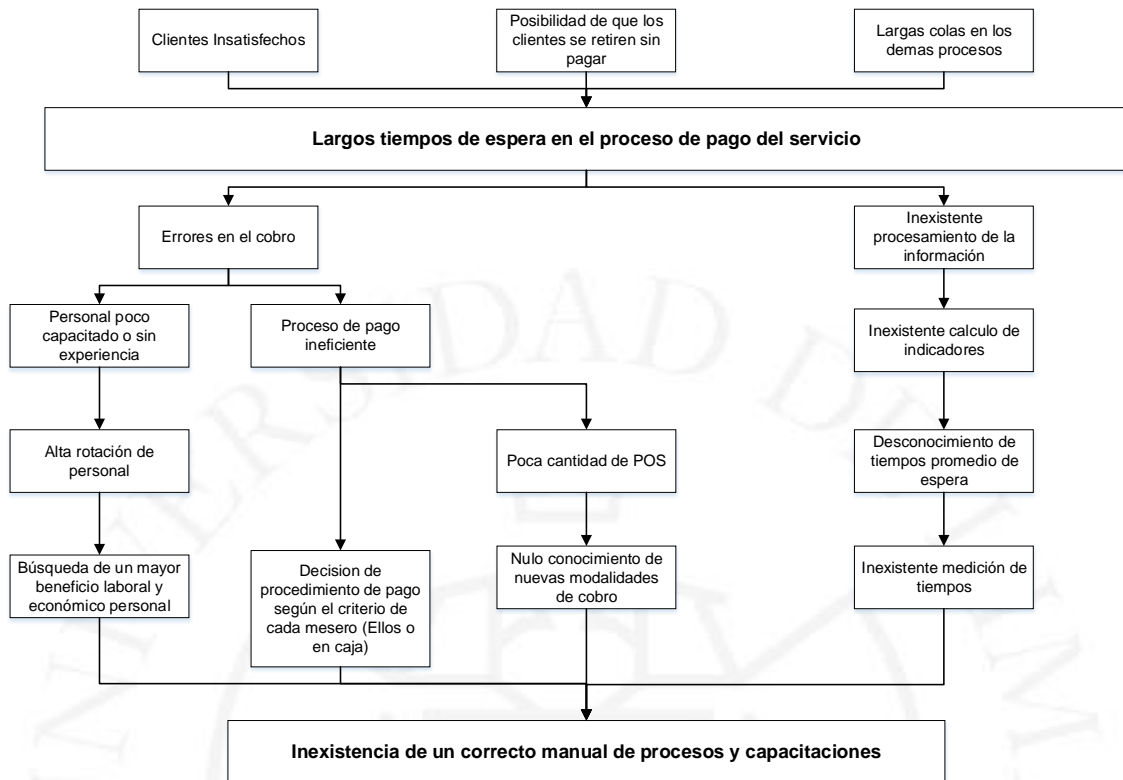 Clientes Insatisfechos
Posibilidad de que los
clientes se retiren sin
pagar
Largas colas en los
demas procesos
Largos tiempos de espera en el proceso de pago del servicio
Errores en el cobro
Inexistente
procesamiento de la
información
Personal poco
capacitado o sin
experiencia
Proceso de pago
ineficiente
Inexistente calculo de
indicadores
Alta rotación de
personal
Poca cantidad de POS
Desconocimiento de
tiempos promedio de
espera
Búsqueda de un mayor
beneficio laboral y
económico personal
Decision de
procedimiento de pago
según el criterio de
cada mesero (Ellos o
en caja)
Nulo conocimiento de
nuevas modalidades
de cobro
Inexistente medición de
tiempos
Inexistencia de un correcto manual de procesos y capacitaciones